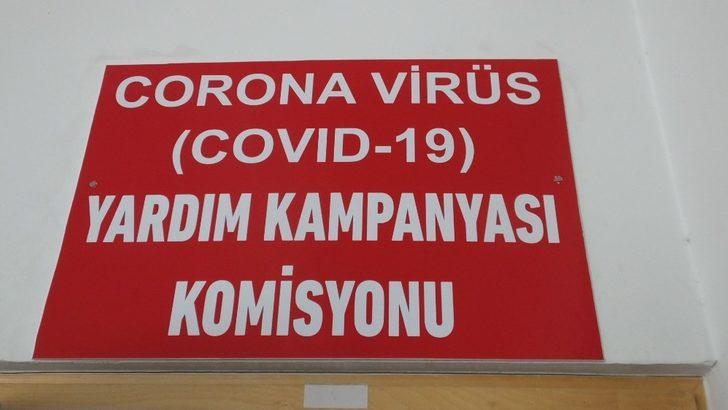 CORONA VİRÜS
(COVID-19)
YARDIM KAMPANYASI
KOMİSYONU